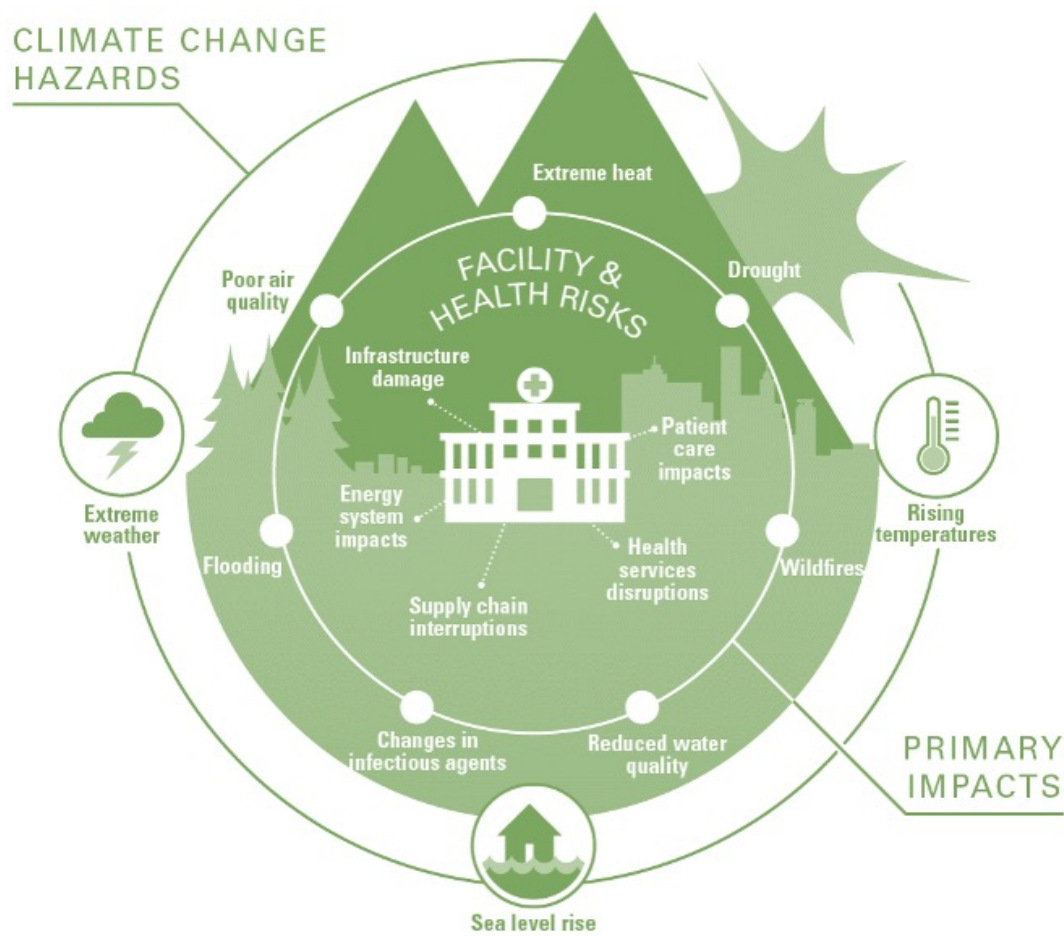 CLIMATE CHANGE
HAZARDS
Extreme heat
Drought
Poor air
quality
FACILITY &
HEALTH RISKS
Infrastructure
damage
Patient
care
impacts
Energy
system
impacts
Health
services
disruptions
Supply chain
interruptions
Extreme
weather
Rising
temperatures
Flooding
Wildfires
Changes in
infectious agents
Reduced water
quality
PRIMARY
IMPACTS
Sea level rise